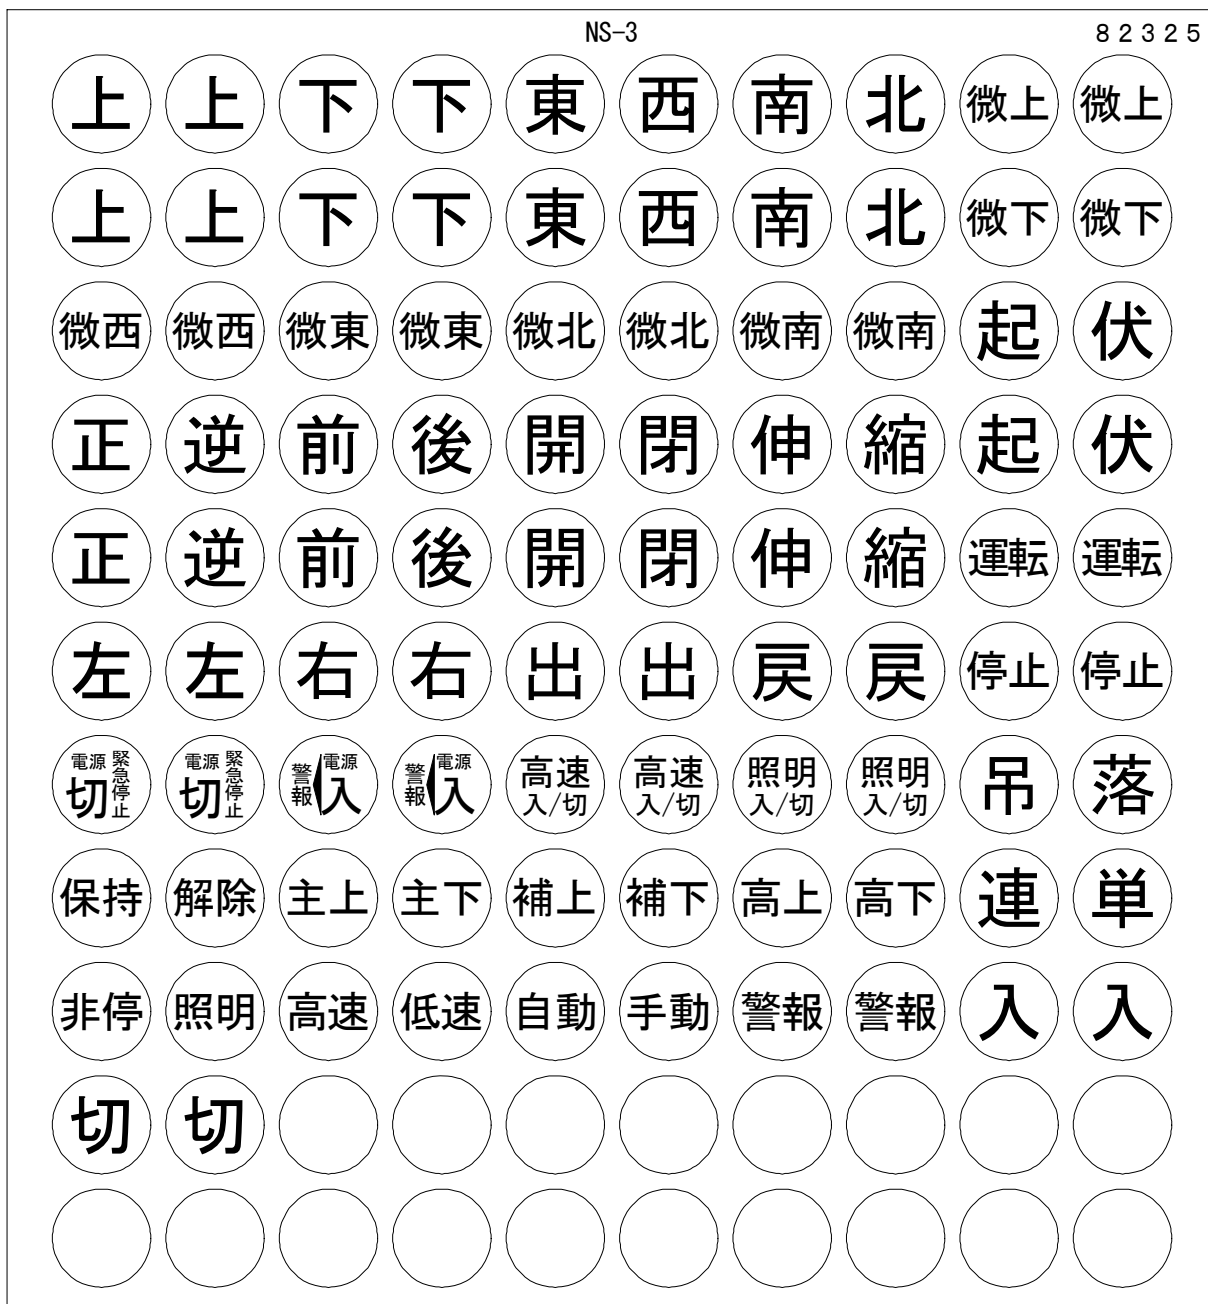 NS-3 82325
上 上 下 下 東 西 南 北 微上 微上
上 上 下 下 東 西 南 北 微下 微下
微西 微西 微東 微東 微北 微北 微南 微南 起 伏
正 逆 前 後 開 閉 伸 縮 起 伏
正 逆 前 後 開 閉 伸 縮 運転 運転
左 左 右 右 出 出 戻 戻 停止 停止
電源切 緊急停止 電源切 緊急停止 警報 電源入 警報 電源入 高速入/切 高速入/切 照明入/切 照明入/切 吊 落
保持 解除 主上 主下 補上 補下 高上 高下 連 単
非停 照明 高速 低速 自動 手動 警報 警報 入 入
切 切